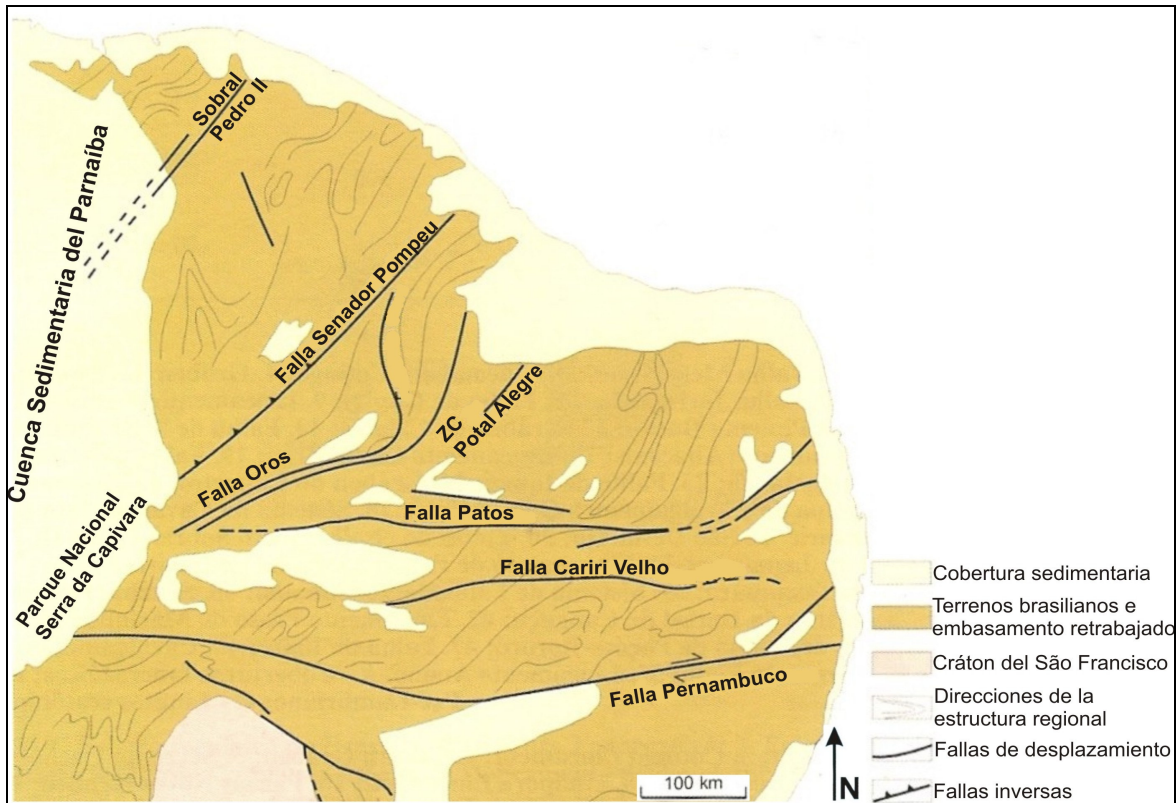 Sobral
Pedro II
Cuenca Sedimentaria del Parnaíba
Falla Senador Pompeu
ZC
Potal Alegre
Falla Oros
Falla Patos
Parque Nacional
Serra da Capivara
Falla Cariri Velho
Falla Pernambuco
Cobertura sedimentaria
Terrenos brasilianos e
embasamento retrabajado
Cráton del São Francisco
Direcciones de la
estructura regional
Fallas de desplazamiento
Fallas inversas
100 km
N